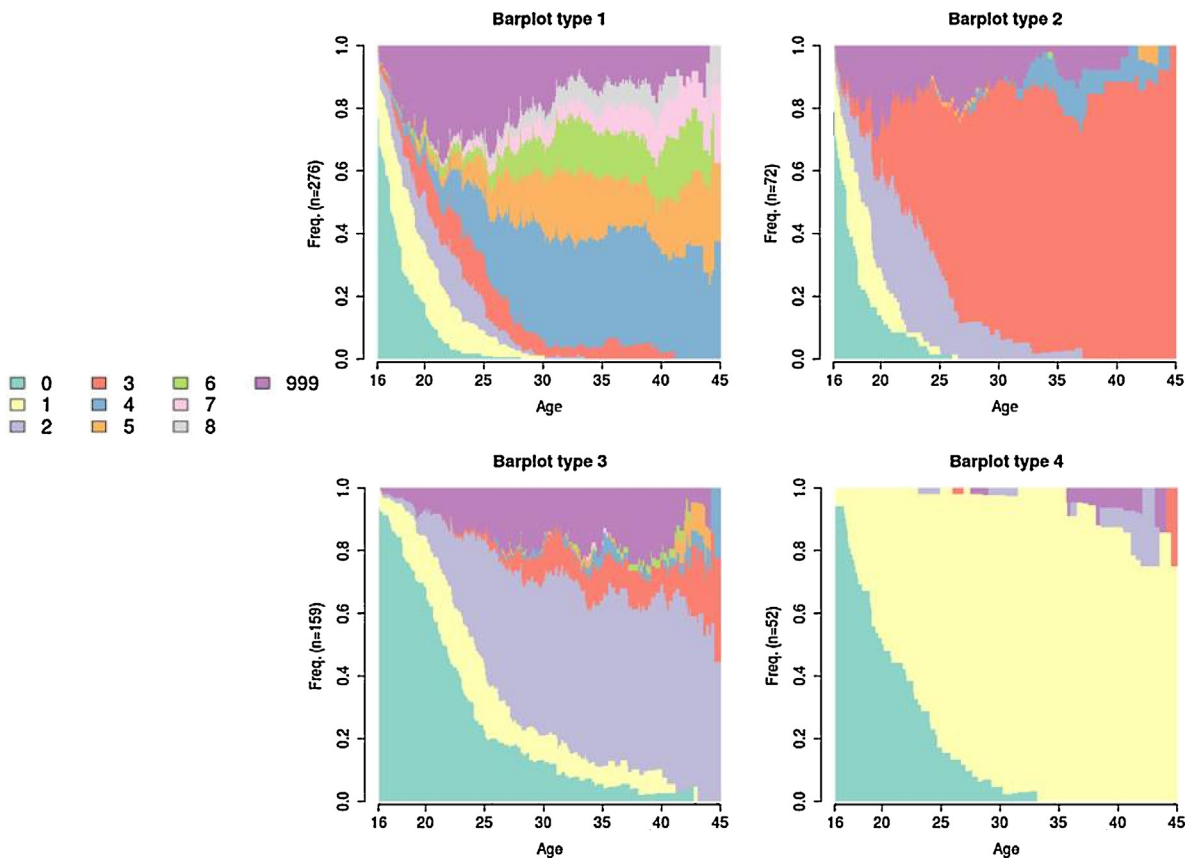 Barplot type 1
Freq. (n=276)
1.0
0.8
0.6
0.4
0.2
0.0
16 20 25 30 35 40 45
Age
Barplot type 2
Freq. (n=72)
1.0
0.8
0.6
0.4
0.2
0.0
16 20 25 30 35 40 45
Age
0 3 6 999
1 4 7
2 5 8
Barplot type 3
Freq. (n=159)
1.0
0.8
0.6
0.4
0.2
0.0
16 20 25 30 35 40 45
Age
Barplot type 4
Freq. (n=52)
1.0
0.8
0.6
0.4
0.2
0.0
16 20 25 30 35 40 45
Age